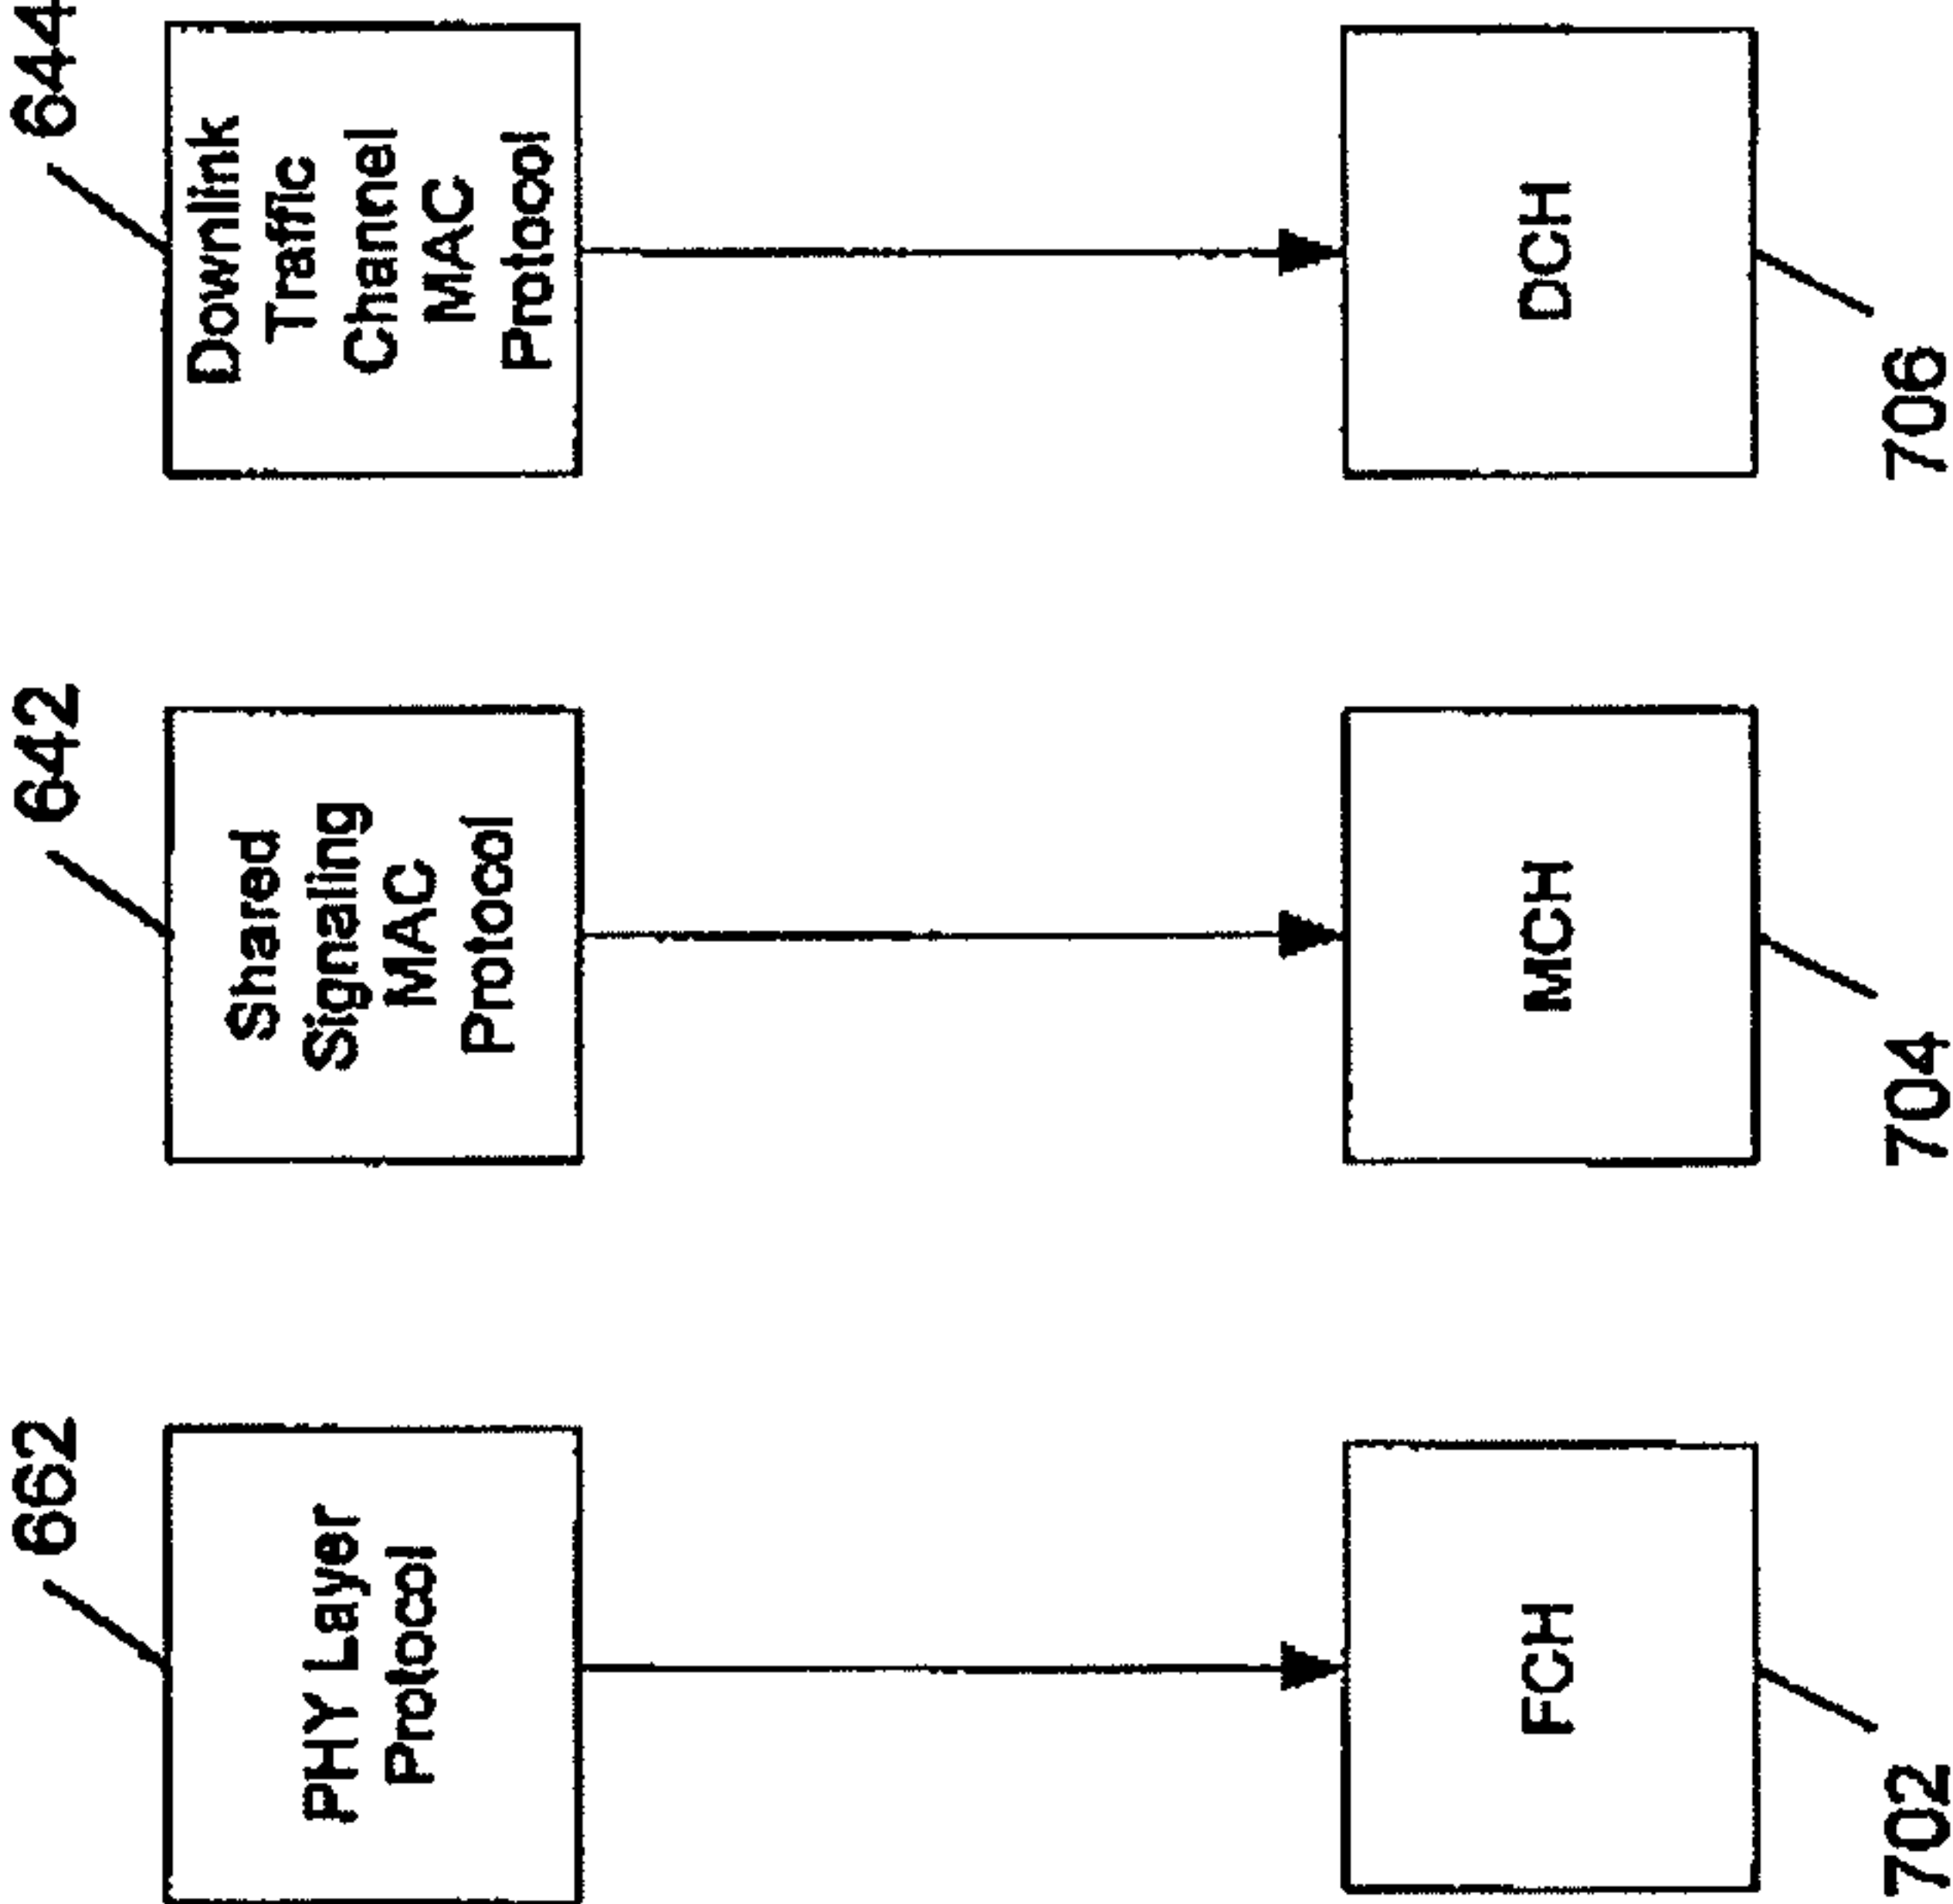 662
PHY Layer
Protocol
642
Shared
Signaling
MAC
Protocol
644
Downlink
Traffic
Channel
MAC
Protocol
FCH
702
MCH
704
DCH
706